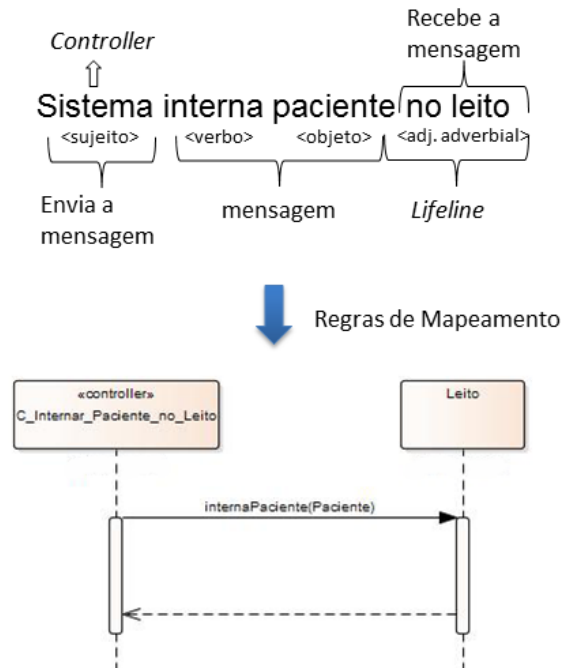 Controller
Recebe a
mensagem
Sistema interna paciente no leito
<sujeito> <verbo> <objeto> <adj. adverbial>
Envia a
mensagem
mensagem
Lifeline
Regras de Mapeamento
«controller»
C_Internar_Paciente_no_Leito
Leito
internaPaciente(Paciente)